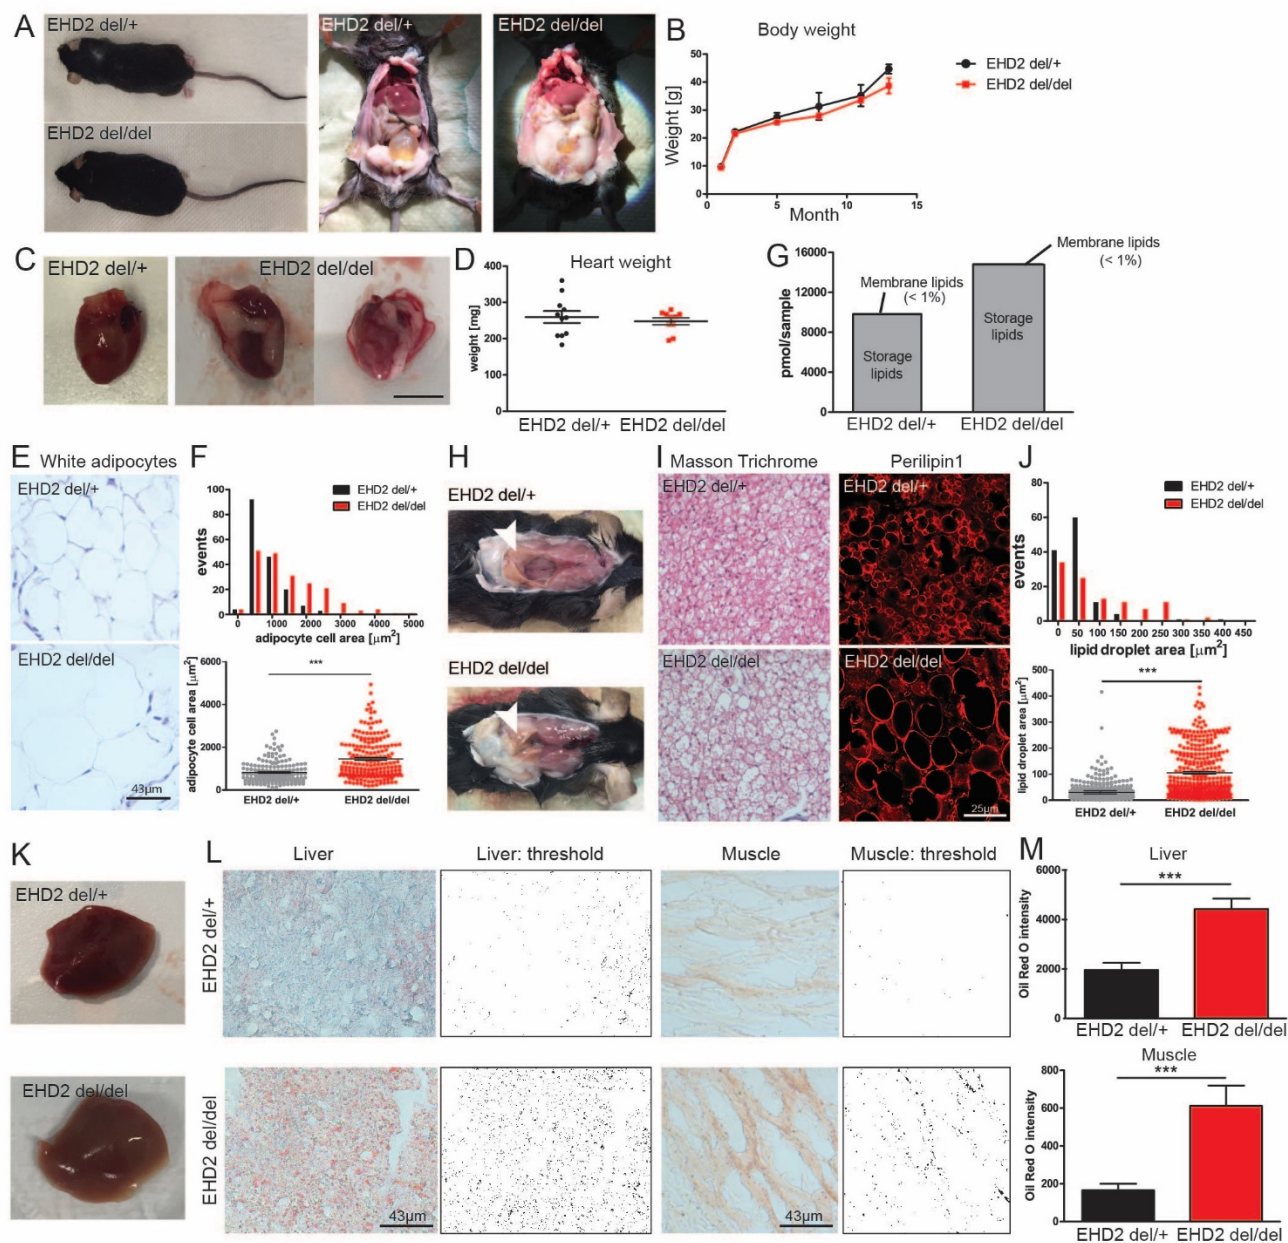 A
EHD2 del/+
EHD2 del/del
EHD2 del/+
EHD2 del/del
B
Body weight
Weight [g]
50
40
30
20
10
0
0 5 10 15
Month
EHD2 del/+
EHD2 del/del
C
EHD2 del/+
EHD2 del/del
D
Heart weight
weight [mg]
400
300
200
100
0
EHD2 del/+ EHD2 del/del
G
pmol/sample
16000
12000
8000
4000
0
Membrane lipids
(< 1%)
Membrane lipids
(< 1%)
Storage
lipids
Storage
lipids
EHD2 del/+
EHD2 del/del
E
White adipocytes
EHD2 del/+
EHD2 del/del
43μm
F
EHD2 del/+
EHD2 del/del
events
100
80
60
40
20
0
0 1000 2000 3000 4000 5000
adipocyte cell area [μm²]
adipocyte cell area [μm²]
6000
4000
2000
0
***
EHD2 del/+ EHD2 del/del
H
EHD2 del/+
EHD2 del/del
I
Masson Trichrome
Perilipin1
EHD2 del/+
EHD2 del/+
EHD2 del/del
EHD2 del/del
25μm
J
EHD2 del/+
EHD2 del/del
events
80
60
40
20
0
0 50 100 150 200 250 300 350 400 450
lipid droplet area [μm²]
lipid droplet area [μm²]
500
400
300
200
100
0
***
EHD2 del/+ EHD2 del/del
K
EHD2 del/+
EHD2 del/del
L
Liver
Liver: threshold
Muscle
Muscle: threshold
EHD2 del/+
EHD2 del/del
43μm
43μm
M
Liver
Oil Red O intensity
6000
4000
2000
0
***
EHD2 del/+ EHD2 del/del
Muscle
Oil Red O intensity
800
600
400
200
0
***
EHD2 del/+ EHD2 del/del